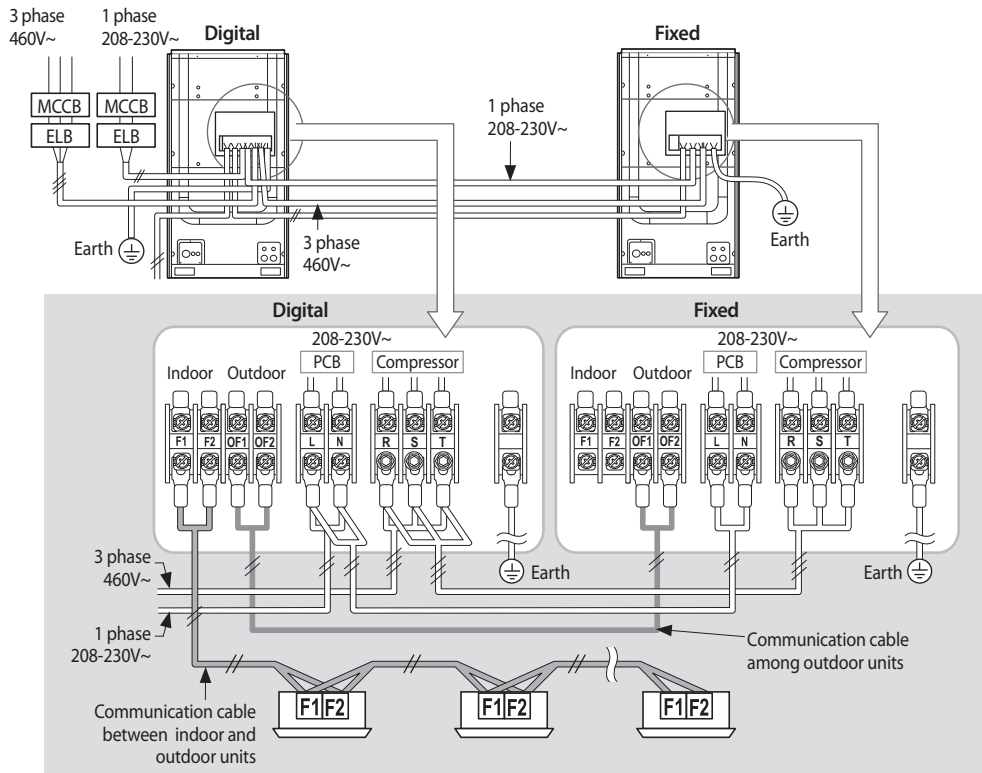 3 phase
460V~
1 phase
208-230V~
Digital
Fixed
MCCB
MCCB
ELB
ELB
1 phase
208-230V~
Earth
3 phase
460V~
Earth
Digital
Fixed
208-230V~
PCB
Compressor
Indoor
Outdoor
F1 F2 OF1 OF2 L N R S T
208-230V~
PCB
Compressor
Indoor
Outdoor
F1 F2 OF1 OF2 L N R S T
3 phase
460V~
Earth
Earth
1 phase
208-230V~
Communication cable
among outdoor units
F1 F2
F1 F2
F1 F2
Communication cable
between indoor and
outdoor units